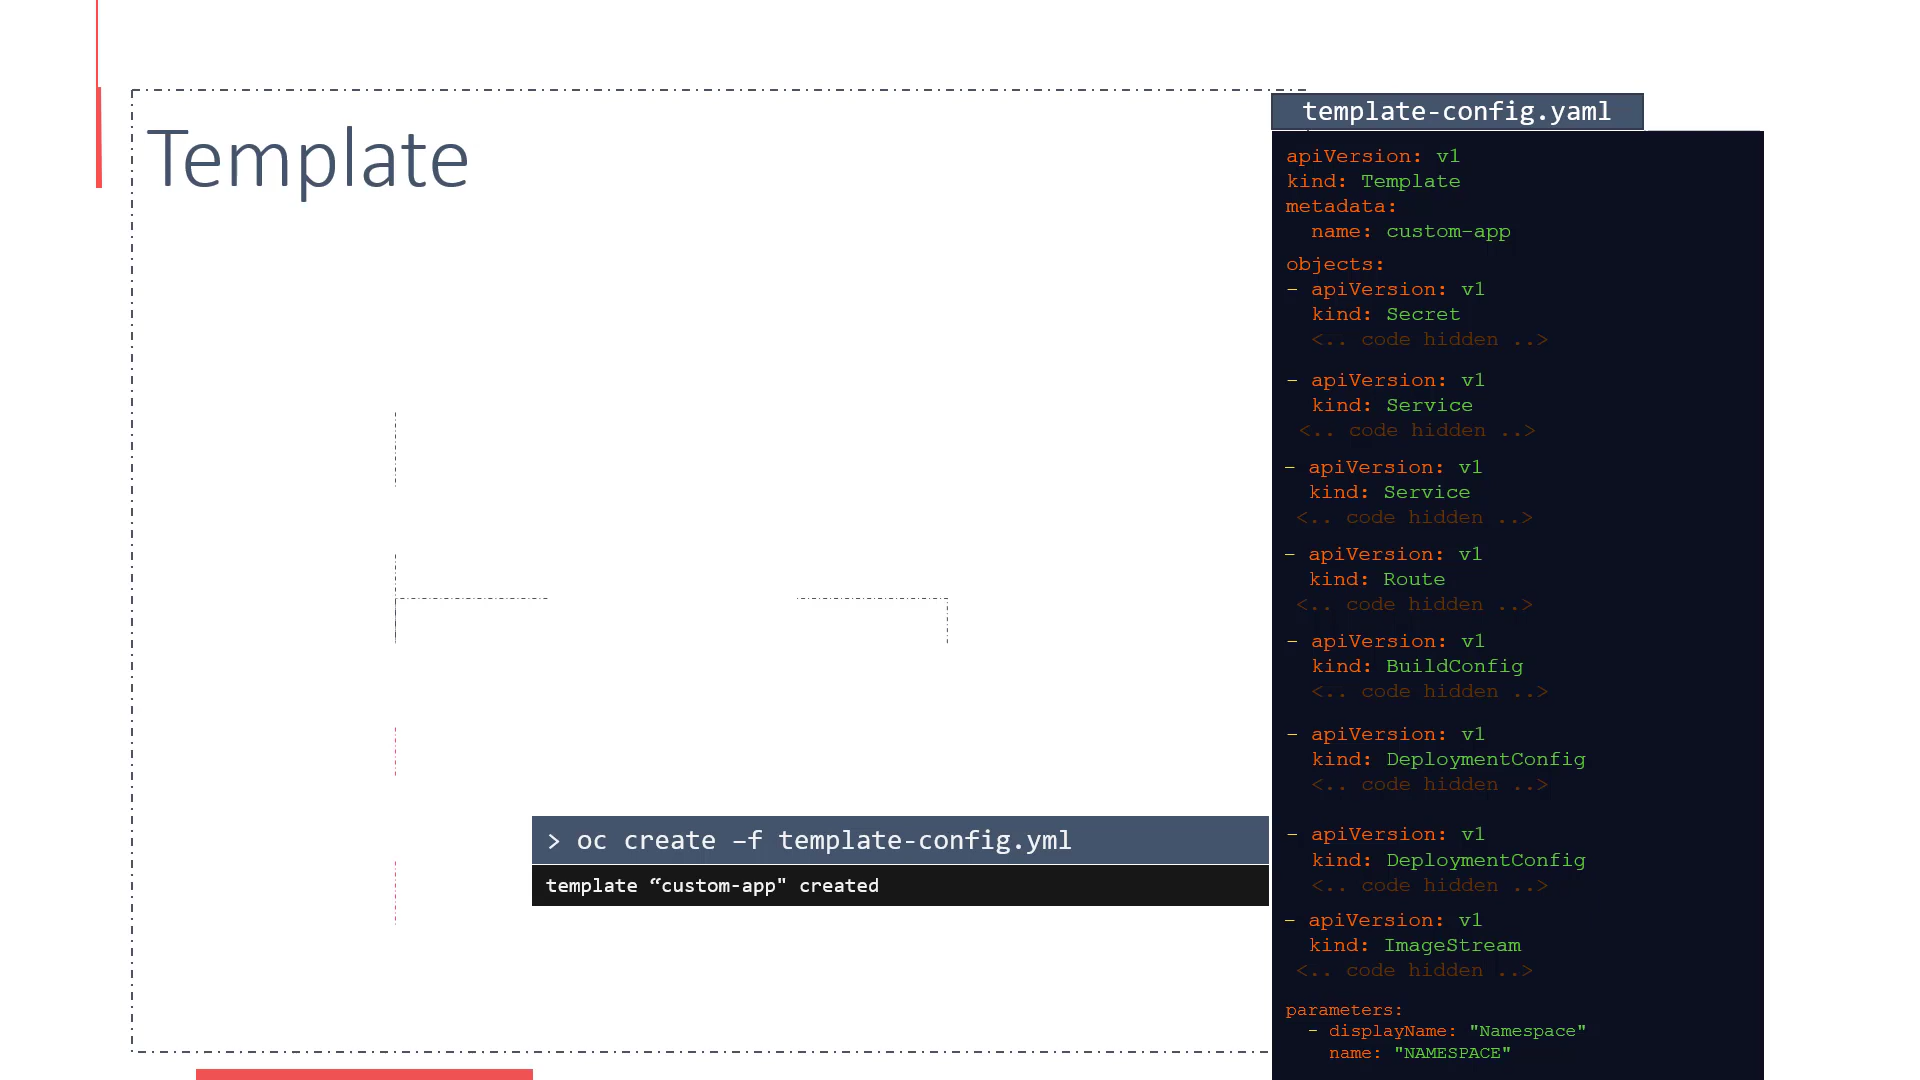 Template
template-config.yaml
apiVersion: v1
kind: Template
metadata:
  name: custom-app
objects:
- apiVersion: v1
  kind: Secret
  <.. code hidden ..>
- apiVersion: v1
  kind: Service
 <.. code hidden ..>
- apiVersion: v1
  kind: Service
 <.. code hidden ..>
- apiVersion: v1
  kind: Route
 <.. code hidden ..>
- apiVersion: v1
  kind: BuildConfig
  <.. code hidden ..>
- apiVersion: v1
  kind: DeploymentConfig
  <.. code hidden ..>
- apiVersion: v1
  kind: DeploymentConfig
  <.. code hidden ..>
- apiVersion: v1
  kind: ImageStream
 <.. code hidden ..>
parameters:
  - displayName: "Namespace"
    name: "NAMESPACE"
> oc create –f template-config.yml
template “custom-app" created